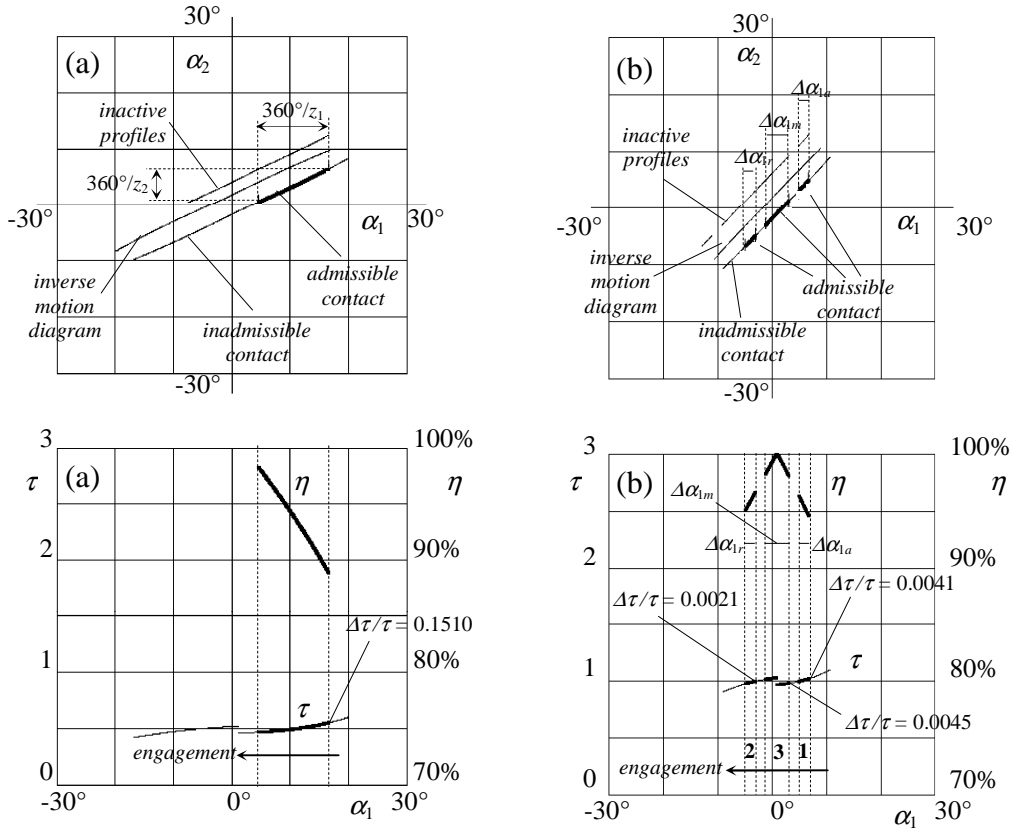 30°
(a)
α2
inactive
profiles
360°/z1
360°/z2
-30°
30°
α1
inverse
motion
diagram
admissible
contact
inadmissible
contact
-30°
30°
(b)
α2
Δα1a
Δα1m
inactive
profiles
Δα1r
-30°
30°
α1
inverse
motion
diagram
admissible
contact
inadmissible
contact
-30°
3
(a)
100%
τ
η
η
2
90%
Δτ/τ = 0.1510
1
80%
τ
engagement
0
70%
-30°
0°
α1
30°
3
(b)
100%
τ
Δα1m
η
η
2
Δα1r
Δα1a
90%
Δτ/τ = 0.0021
Δτ/τ = 0.0041
1
τ
80%
Δτ/τ = 0.0045
2 3 1
engagement
0
70%
-30°
0°
α1
30°